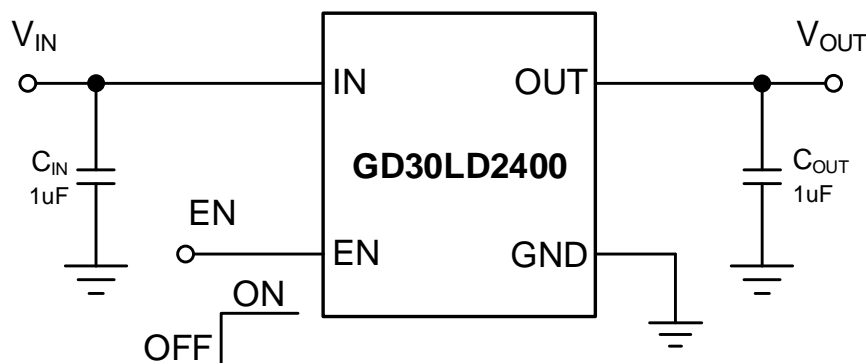 VIN
VOUT
IN
OUT
CIN
1uF
GD30LD2400
COUT
1uF
EN
EN
GND
ON
OFF